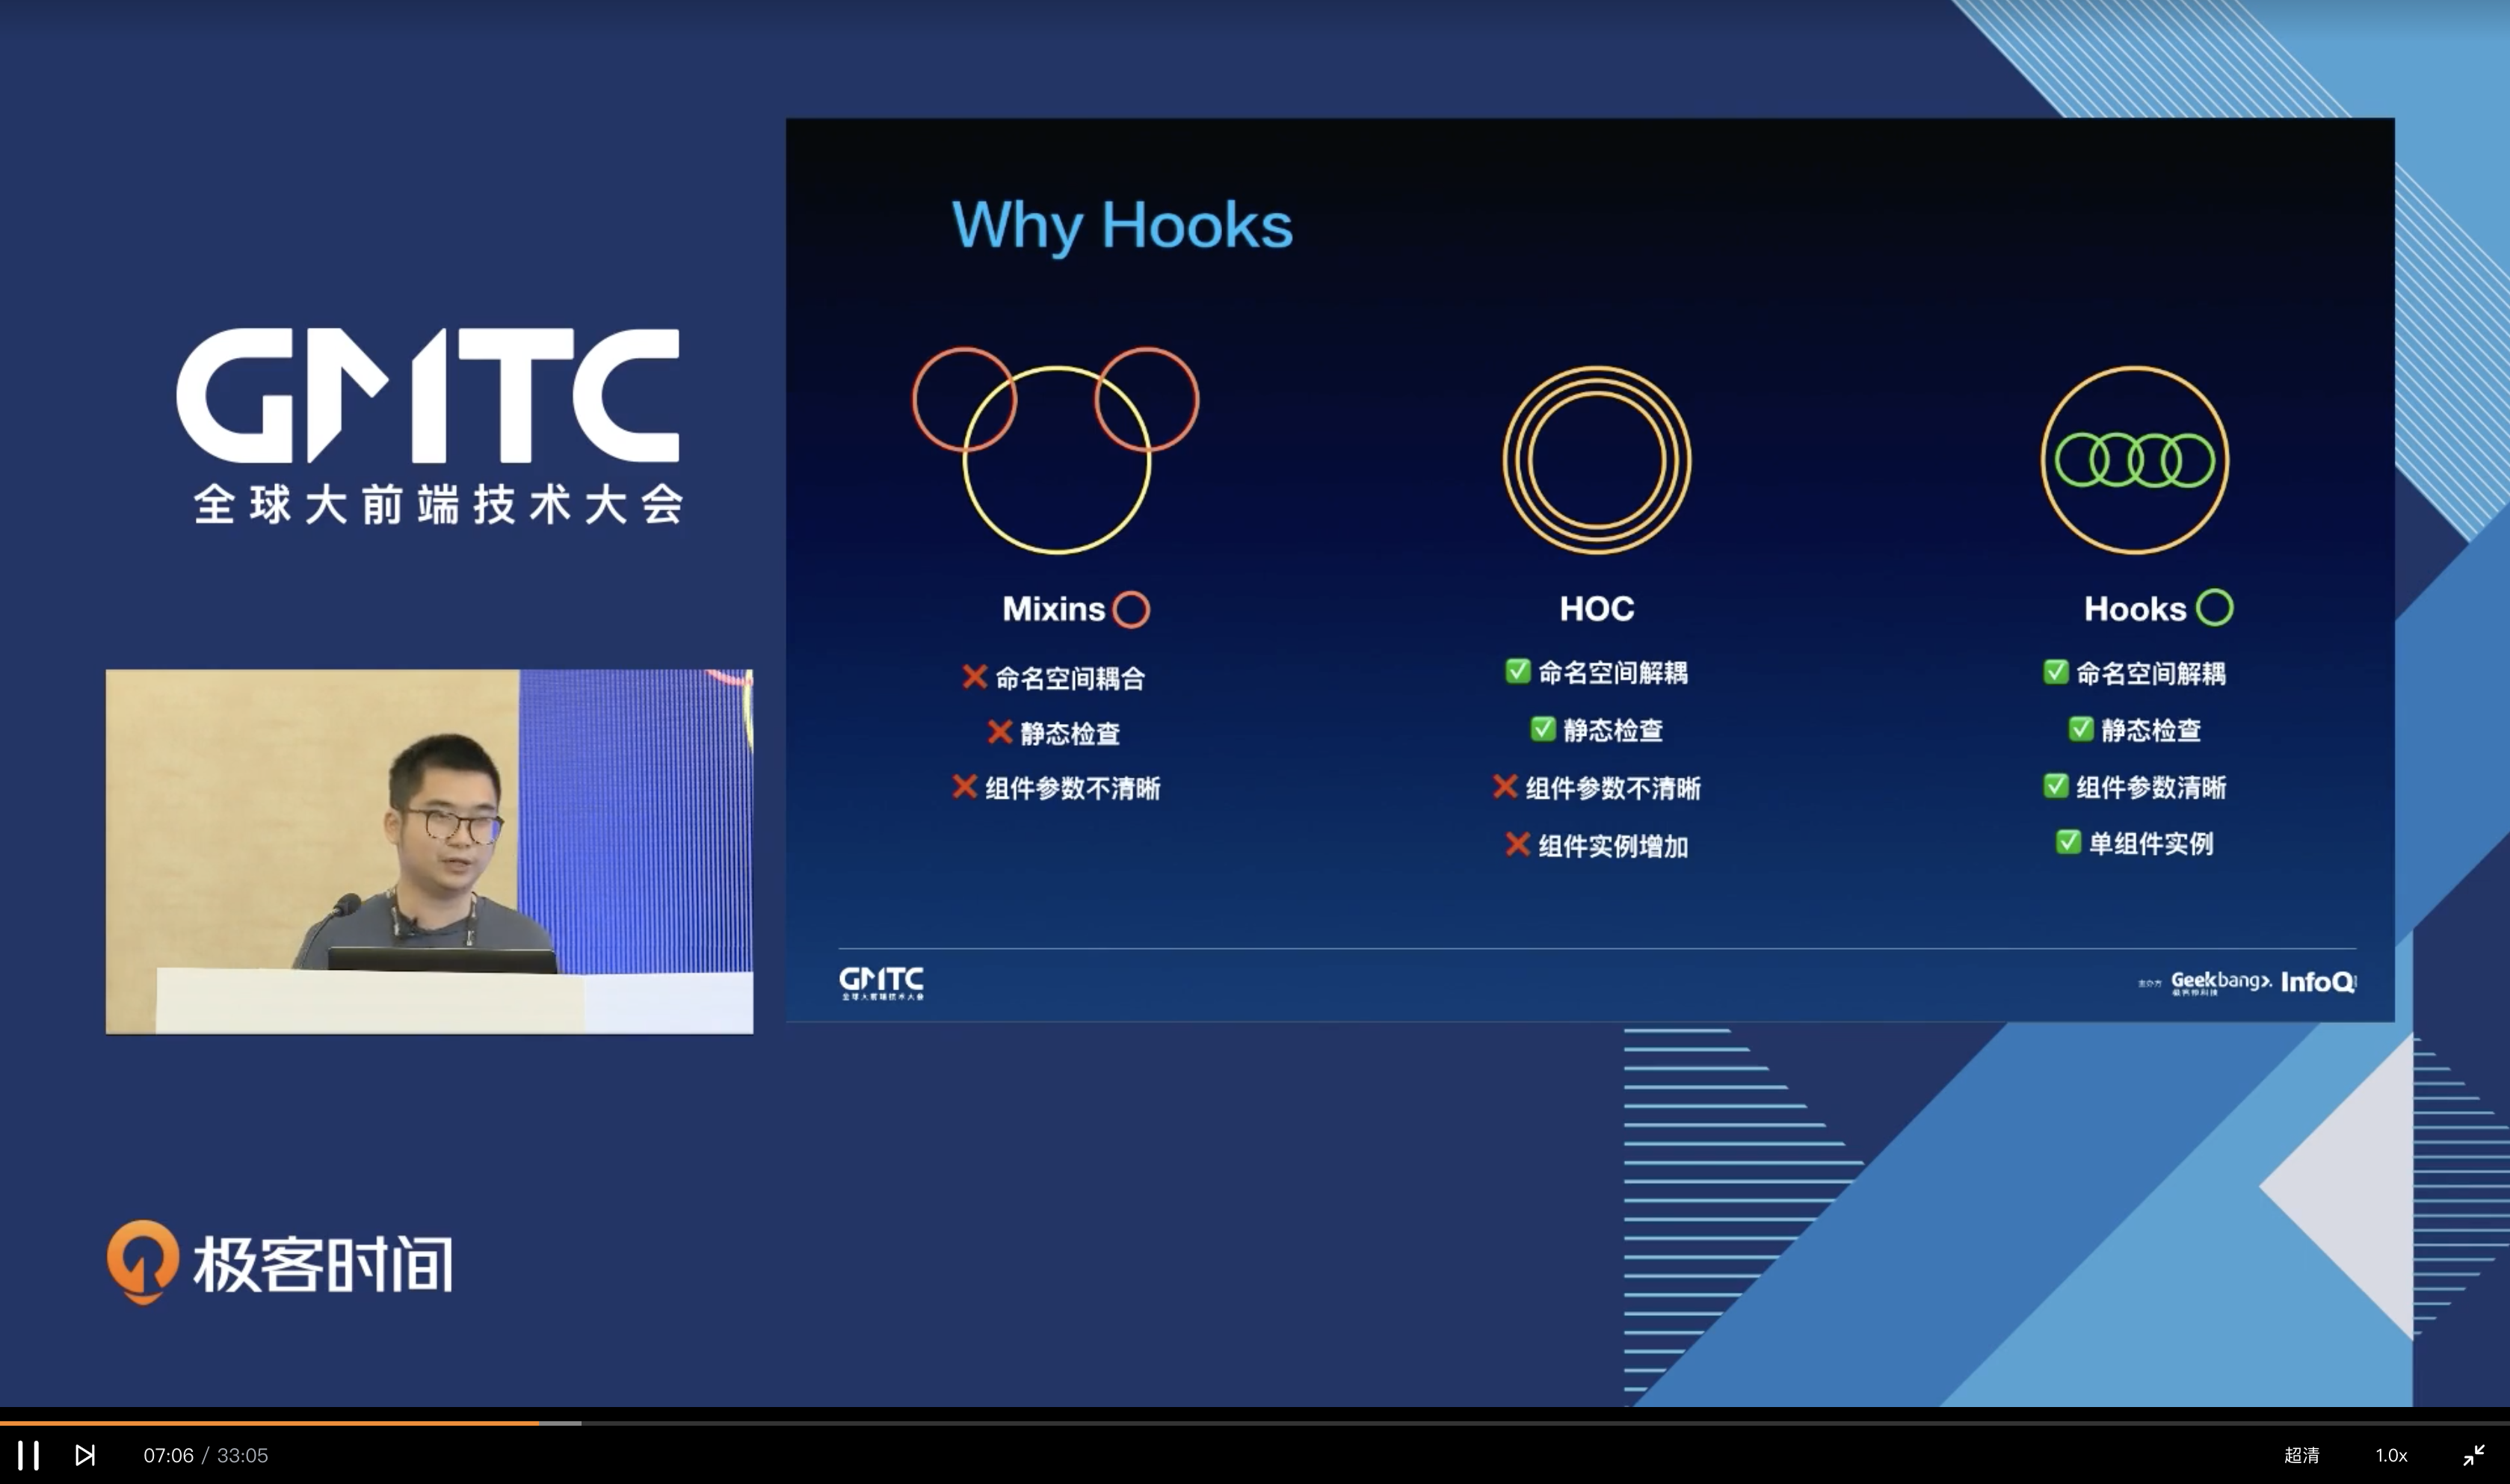 GMTC
全球大前端技术大会
Why Hooks
Mixins
❌ 命名空间耦合
❌ 静态检查
❌ 组件参数不清晰
HOC
✅ 命名空间解耦
✅ 静态检查
❌ 组件参数不清晰
❌ 组件实例增加
Hooks
✅ 命名空间解耦
✅ 静态检查
✅ 组件参数清晰
✅ 单组件实例
GMTC
全球大前端技术大会
主办方 Geekbang>. InfoQ
极客邦科技
极客时间
07:06 / 33:05
超清
1.0x